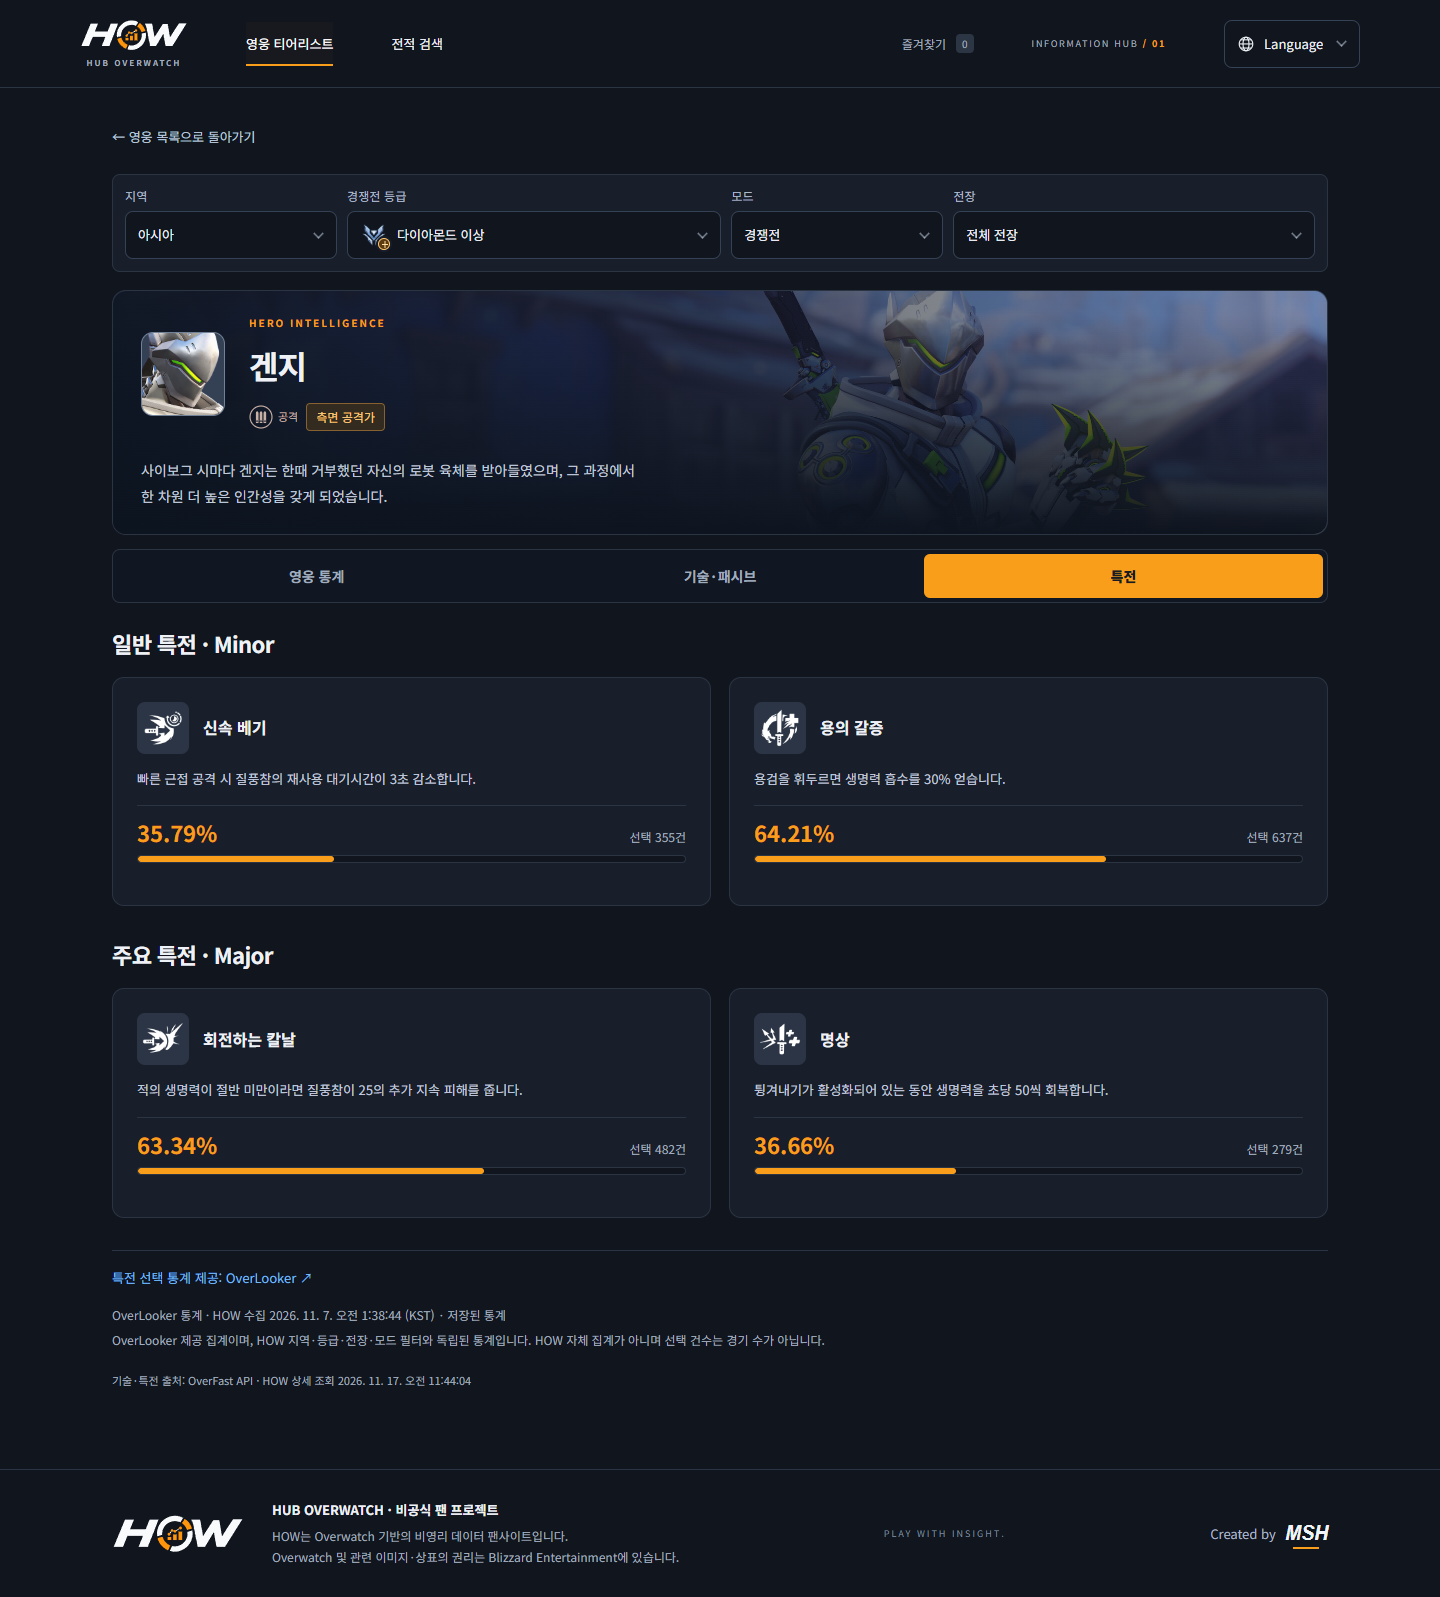 HOW
HUB OVERWATCH
영웅 티어리스트
전적 검색
즐겨찾기 0
INFORMATION HUB / 01
Language
← 영웅 목록으로 돌아가기
지역
경쟁전 등급
모드
전장
아시아
다이아몬드 이상
경쟁전
전체 전장
HERO INTELLIGENCE
겐지
공격
측면 공격가
사이보그 시마다 겐지는 한때 거부했던 자신의 로봇 육체를 받아들였으며, 그 과정에서
한 차원 더 높은 인간성을 갖게 되었습니다.
영웅 통계
기술·패시브
특전
일반 특전 · Minor
신속 베기
빠른 근접 공격 시 질풍참의 재사용 대기시간이 3초 감소합니다.
35.79%
선택 355건
용의 갈증
용검을 휘두르면 생명력 흡수를 30% 얻습니다.
64.21%
선택 637건
주요 특전 · Major
회전하는 칼날
적의 생명력이 절반 미만이라면 질풍참이 25의 추가 지속 피해를 줍니다.
63.34%
선택 482건
명상
튕겨내기가 활성화되어 있는 동안 생명력을 초당 50씩 회복합니다.
36.66%
선택 279건
특전 선택 통계 제공: OverLooker ↗
OverLooker 통계 · HOW 수집 2026. 11. 7. 오전 1:38:44 (KST) · 저장된 통계
OverLooker 제공 집계이며, HOW 지역·등급·전장·모드 필터와 독립된 통계입니다. HOW 자체 집계가 아니며 선택 건수는 경기 수가 아닙니다.
기술·특전 출처: OverFast API · HOW 상세 조회 2026. 11. 17. 오전 11:44:04
HOW
HUB OVERWATCH · 비공식 팬 프로젝트
HOW는 Overwatch 기반의 비영리 데이터 팬사이트입니다.
Overwatch 및 관련 이미지·상표의 권리는 Blizzard Entertainment에 있습니다.
PLAY WITH INSIGHT.
Created by MSH